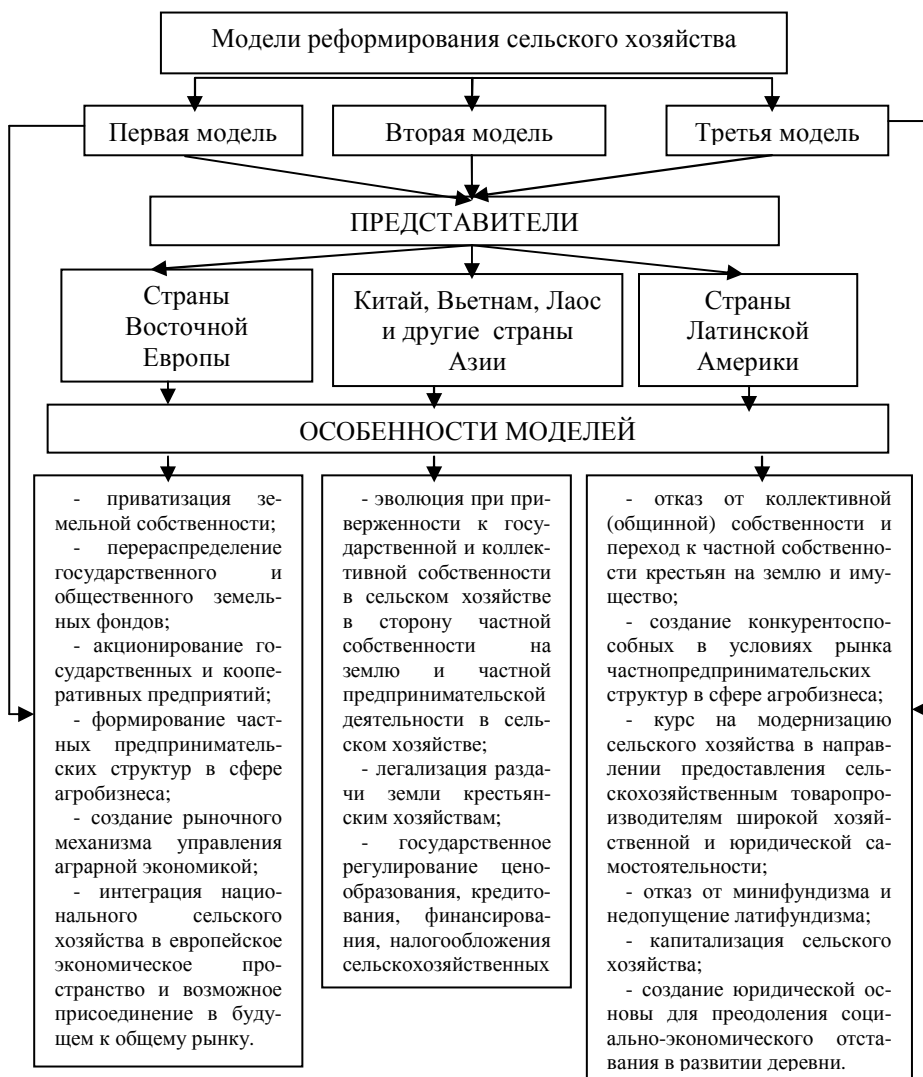 Модели реформирования сельского хозяйства
Первая модель
Вторая модель
Третья модель
ПРЕДСТАВИТЕЛИ
Страны
Восточной
Европы
Китай, Вьетнам, Лаос
и другие страны
Азии
Страны
Латинской
Америки
ОСОБЕННОСТИ МОДЕЛЕЙ
- приватизация зе-
мельной собственности;
- перераспределение
государственного и
общественного земель-
ных фондов;
- акционирование го-
сударственных и коопе-
ративных предприятий;
- формирование част-
ных предприниматель-
ских структур в сфере
агробизнеса;
- создание рыночного
механизма управления
аграрной экономикой;
- интеграция нацио-
нального сельского
хозяйства в европейское
экономическое про-
странство и возможное
присоединение в буду-
щем к общему рынку.
- эволюция при при-
верженности к госу-
дарственной и коллек-
тивной собственности
в сельском хозяйстве
в сторону частной
собственности на
землю и частной
предпринимательской
деятельности в сель-
ском хозяйстве;
- легализация разда-
чи земли крестьян-
ским хозяйствам;
- государственное
регулирование цено-
образования, кредито-
вания, финансирова-
ния, налогообложения
сельскохозяйственных
- отказ от коллективной
(общинной) собственности и
переход к частной собственно-
сти крестьян на землю и иму-
щество;
- создание конкурентоспо-
собных в условиях рынка
частнопредпринимательских
структур в сфере агробизнеса;
- курс на модернизацию
сельского хозяйства в направ-
лении предоставления сель-
скохозяйственным товаропро-
изводителям широкой хозяй-
ственной и юридической са-
мостоятельности;
- отказ от минифундизма и
недопущение латифундизма;
- капитализация сельского
хозяйства;
- создание юридической ос-
новы для преодоления соци-
ально-экономического отста-
вания в развитии деревни.